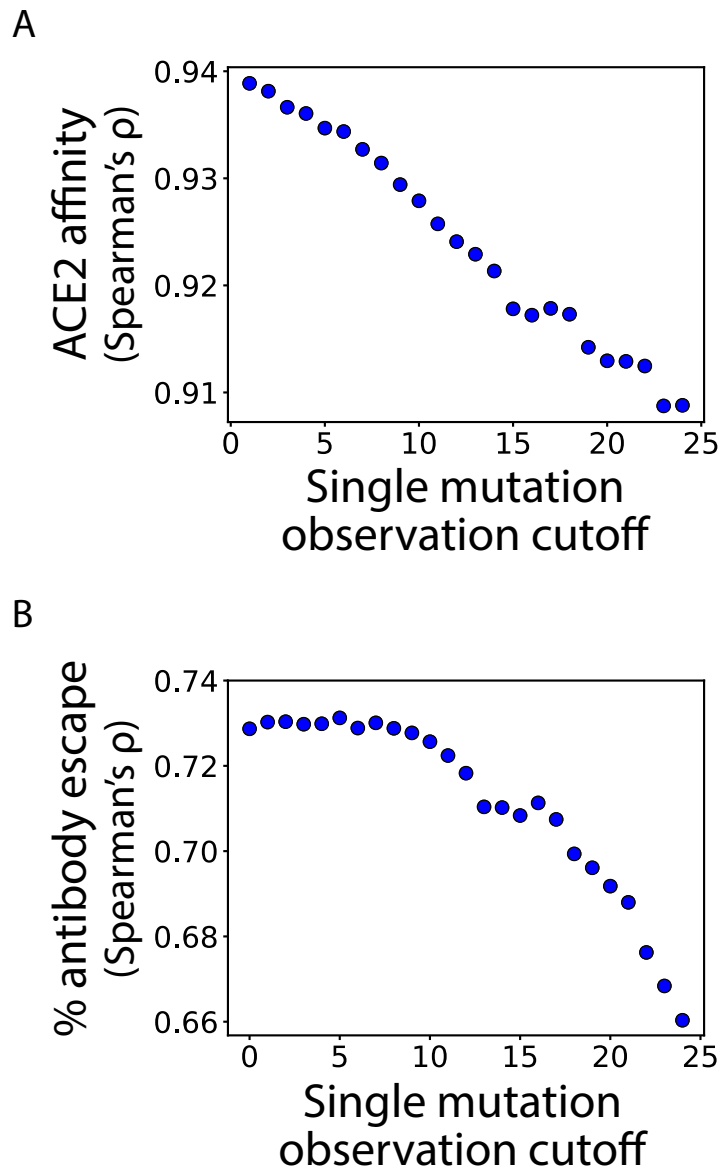 A
ACE2 affinity
(Spearman's ρ)
0.94
0.93
0.92
0.91
0 5 10 15 20 25
Single mutation
observation cutoff
B
% antibody escape
(Spearman's ρ)
0.74
0.72
0.70
0.68
0.66
0 5 10 15 20 25
Single mutation
observation cutoff